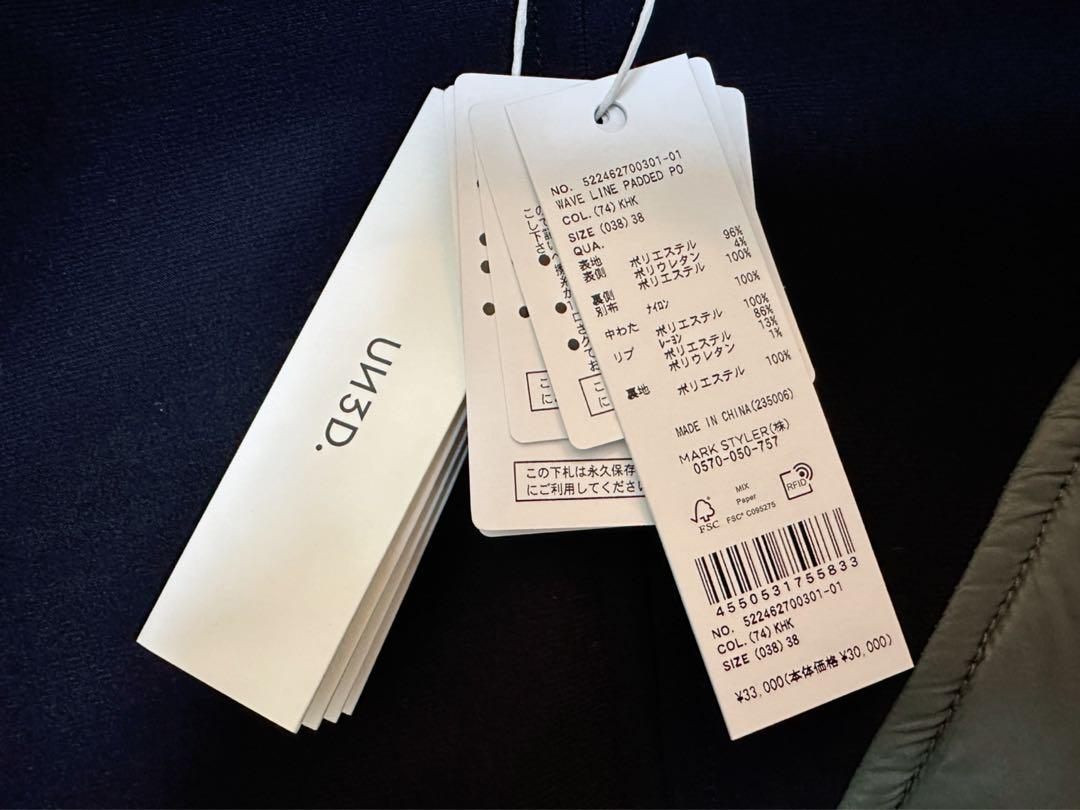 UN3D.
NO. 522462700301-01
WAVE LINE PADDED PO
COL.(74)KHK
SIZE (038)38
QUA.
表地 ポリエステル 96%
ポリウレタン 4%
表側 ポリエステル 100%
裏側
別布 ナイロン 100%
中わた ポリエステル 100%
レーヨン 86%
リブ ポリエステル 13%
ポリウレタン 1%
裏地 ポリエステル 100%
MADE IN CHINA(235006)
MARK STYLER(株)
0570-050-757
FSC
MIX
Paper
FSC® C095275
RFID
4550531755833
NO. 522462700301-01
COL.(74)KHK
SIZE (038)38
¥33,000(本体価格 ¥30,000)
この下札は永久保存
にご利用してください